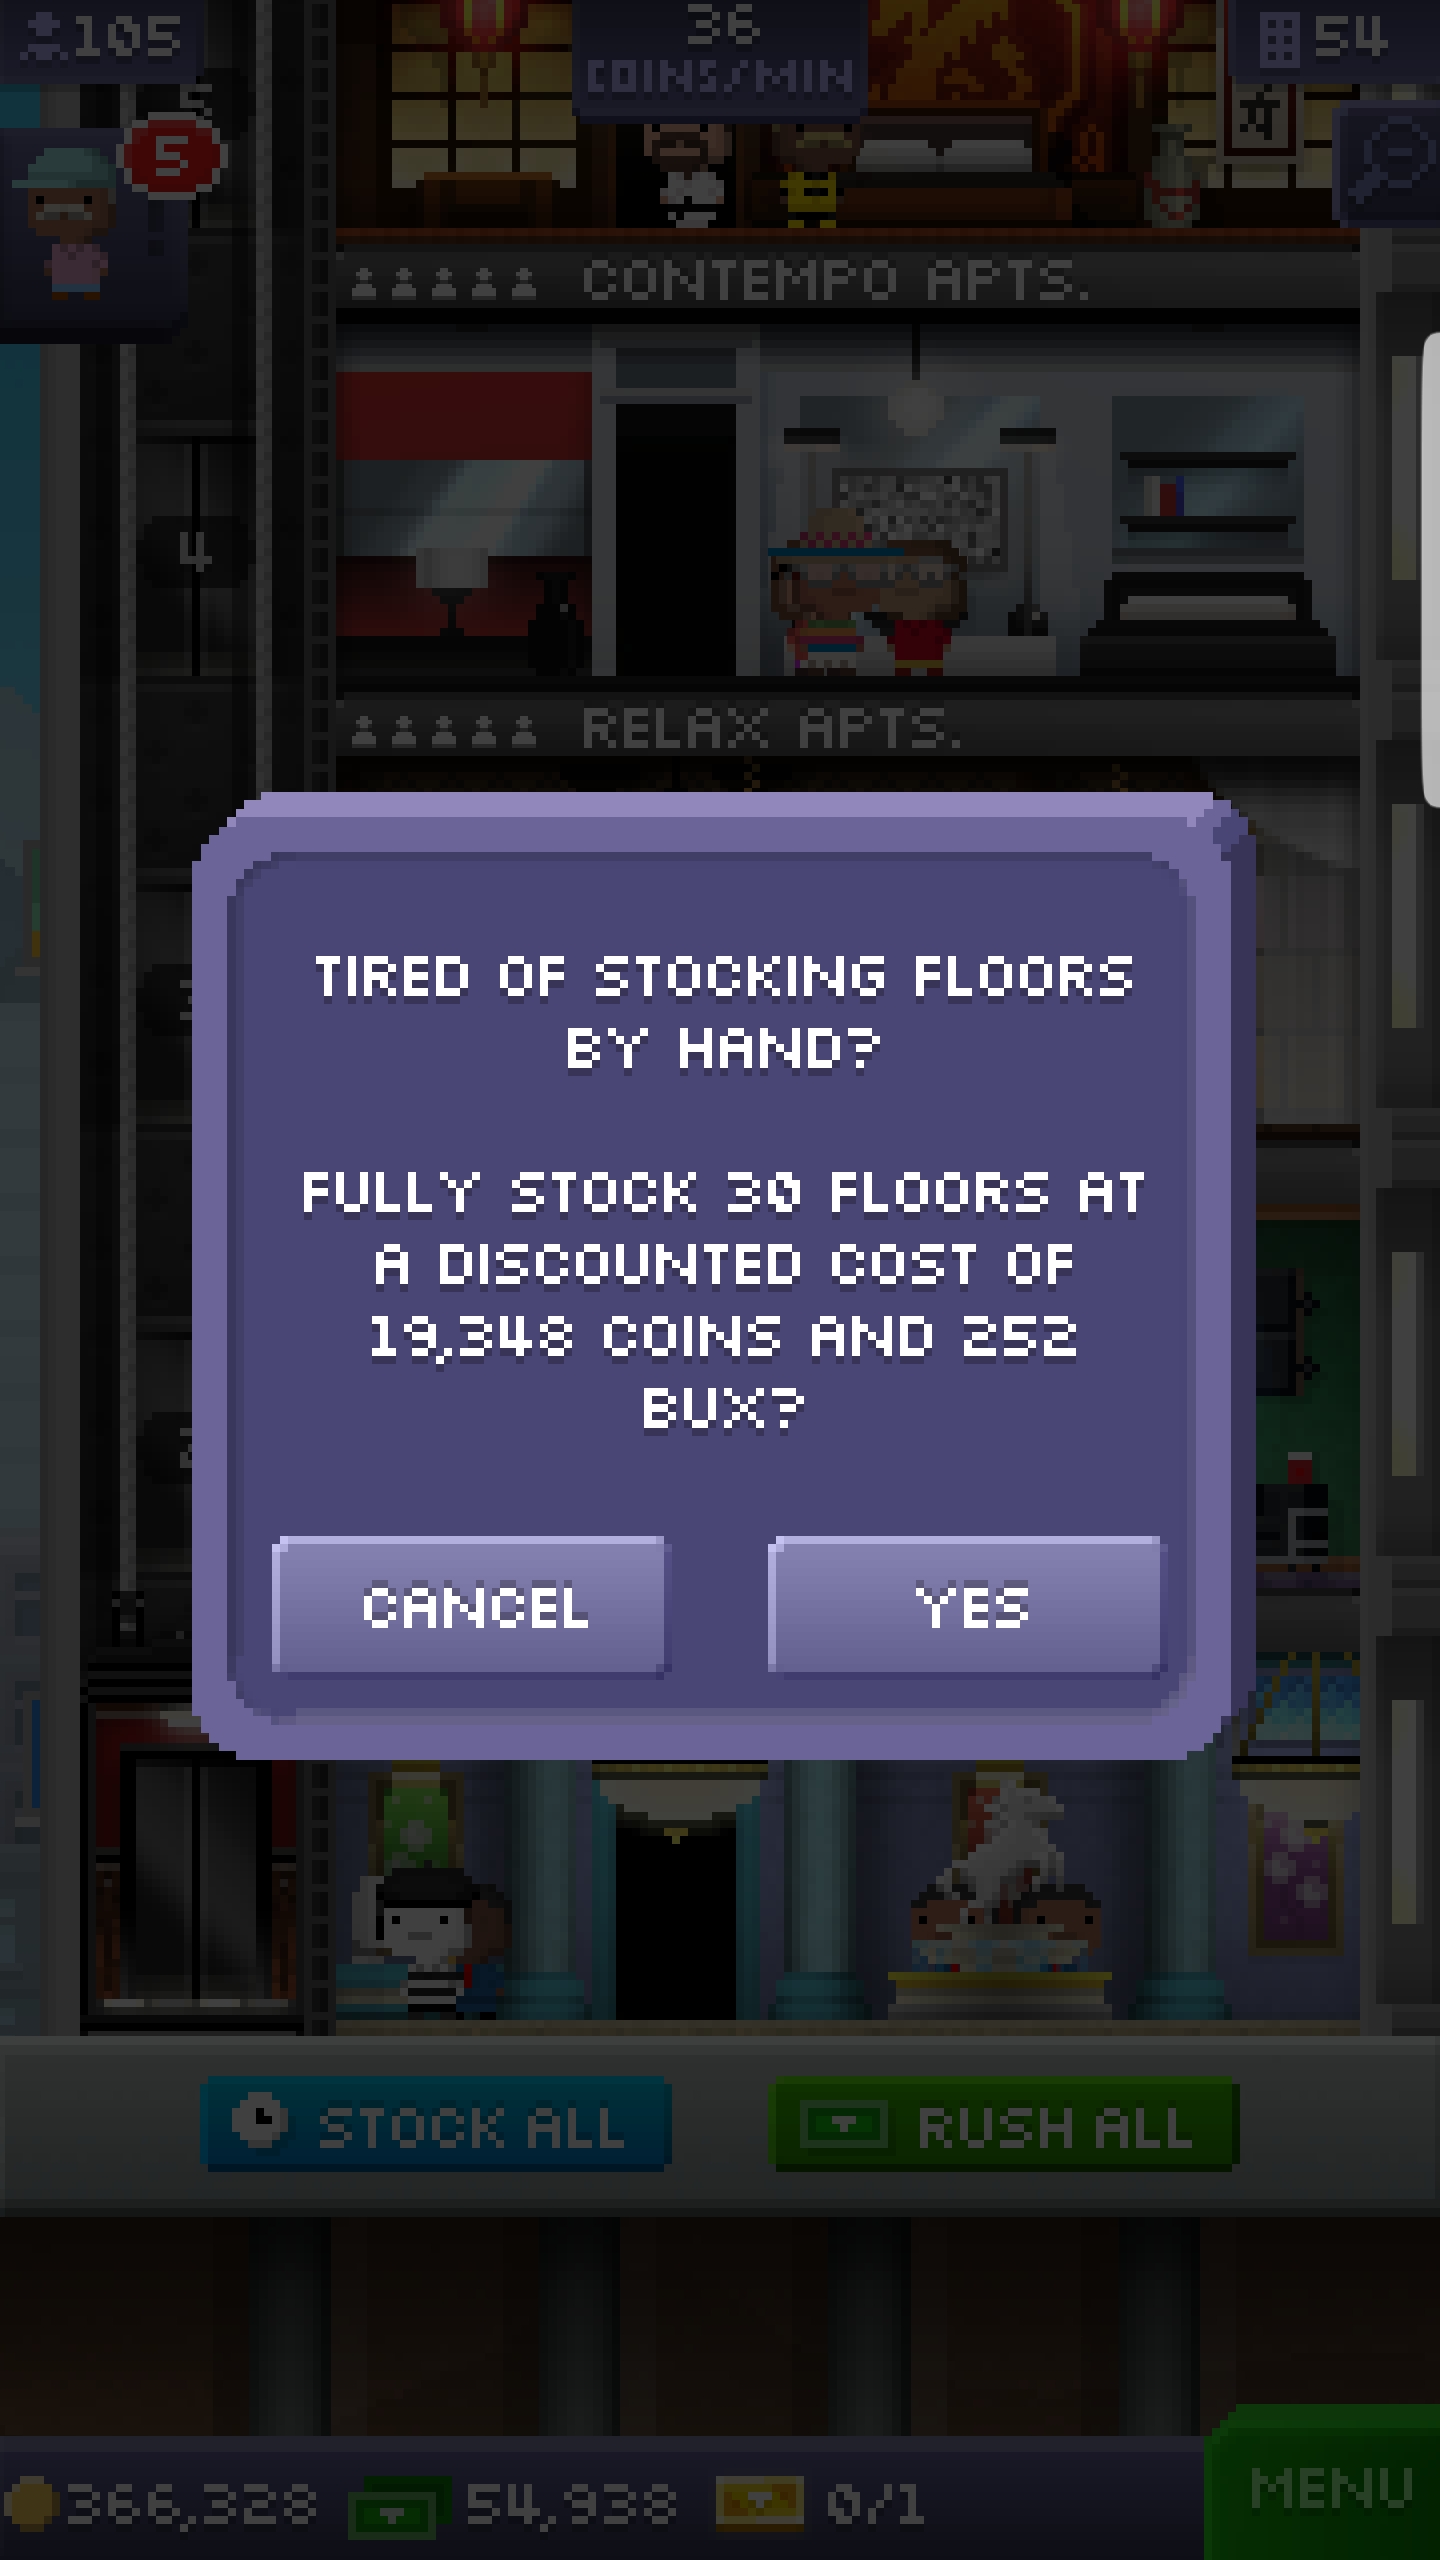 105
36
COINS/MIN
54
5
5
CONTEMPO APTS.
4
RELAX APTS.
TIRED OF STOCKING FLOORS
BY HAND?
FULLY STOCK 30 FLOORS AT
A DISCOUNTED COST OF
19,348 COINS AND 252
BUX?
CANCEL
YES
STOCK ALL
RUSH ALL
366,328
54,938
0/1
MENU